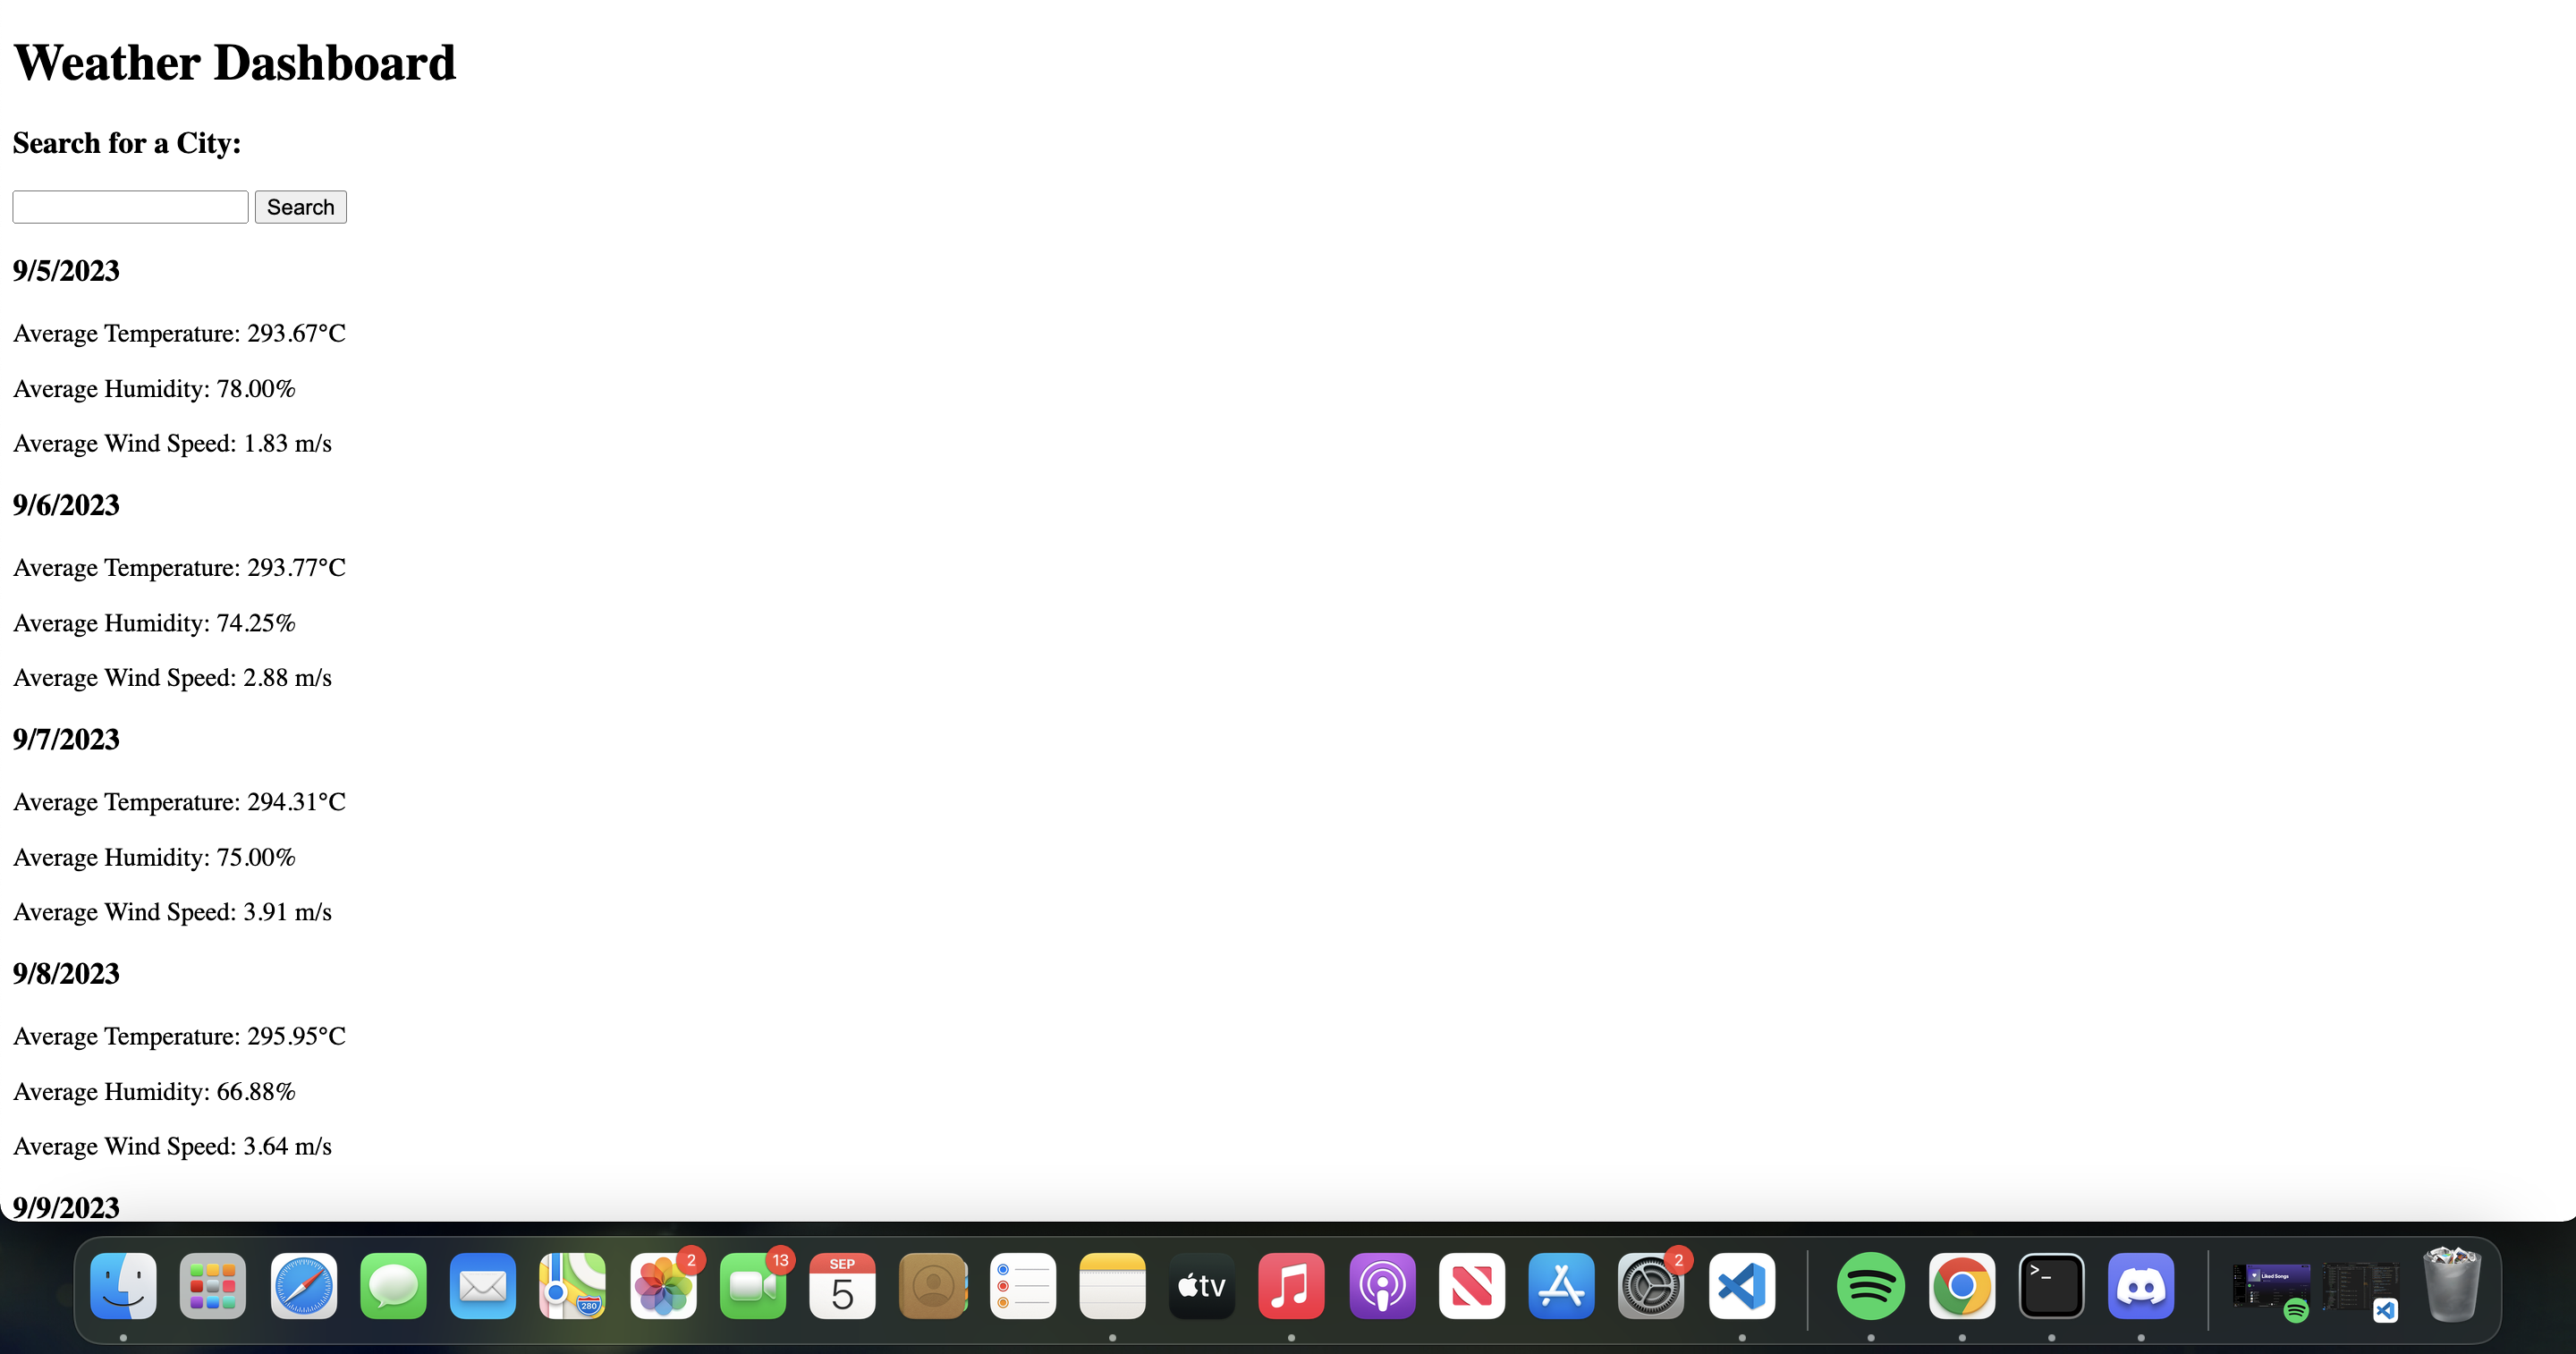 Weather Dashboard
Search for a City:
Search
9/5/2023
Average Temperature: 293.67°C
Average Humidity: 78.00%
Average Wind Speed: 1.83 m/s
9/6/2023
Average Temperature: 293.77°C
Average Humidity: 74.25%
Average Wind Speed: 2.88 m/s
9/7/2023
Average Temperature: 294.31°C
Average Humidity: 75.00%
Average Wind Speed: 3.91 m/s
9/8/2023
Average Temperature: 295.95°C
Average Humidity: 66.88%
Average Wind Speed: 3.64 m/s
9/9/2023
280
2
13
SEP
5
tv
2
>_
Liked Songs